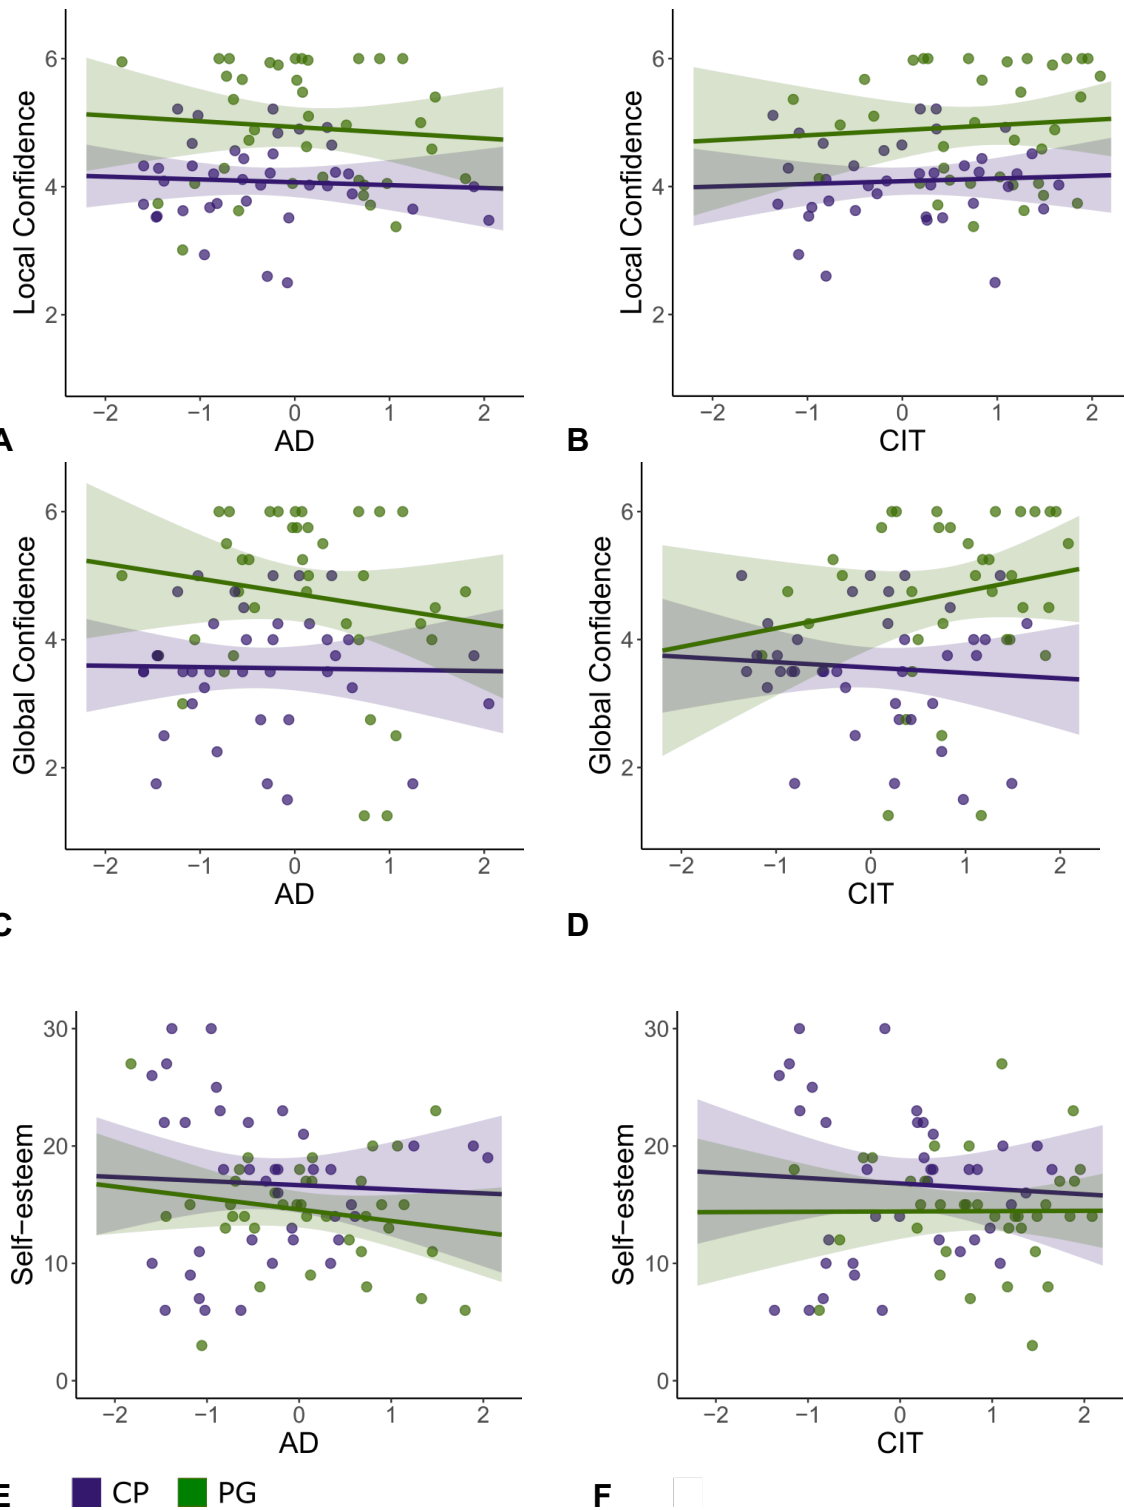 6
4
2
Local Confidence
−2 −1 0 1 2
AD
A
6
4
2
Local Confidence
−2 −1 0 1 2
CIT
B
6
4
2
Global Confidence
−2 −1 0 1 2
AD
C
6
4
2
Global Confidence
−2 −1 0 1 2
CIT
D
30
20
10
0
Self−esteem
−2 −1 0 1 2
AD
E
30
20
10
0
Self−esteem
−2 −1 0 1 2
CIT
F
CP PG